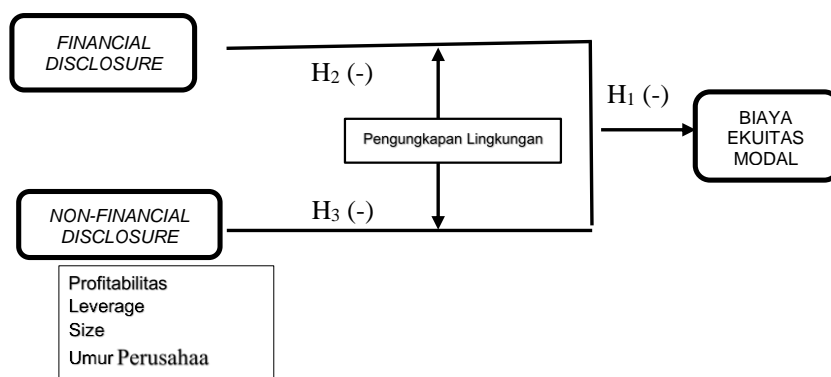 FINANCIAL
DISCLOSURE
H₂ (-)
H₁ (-)
Pengungkapan Lingkungan
BIAYA
EKUITAS
MODAL
NON-FINANCIAL
DISCLOSURE
H₃ (-)
Profitabilitas
Leverage
Size
Umur Perusahaa